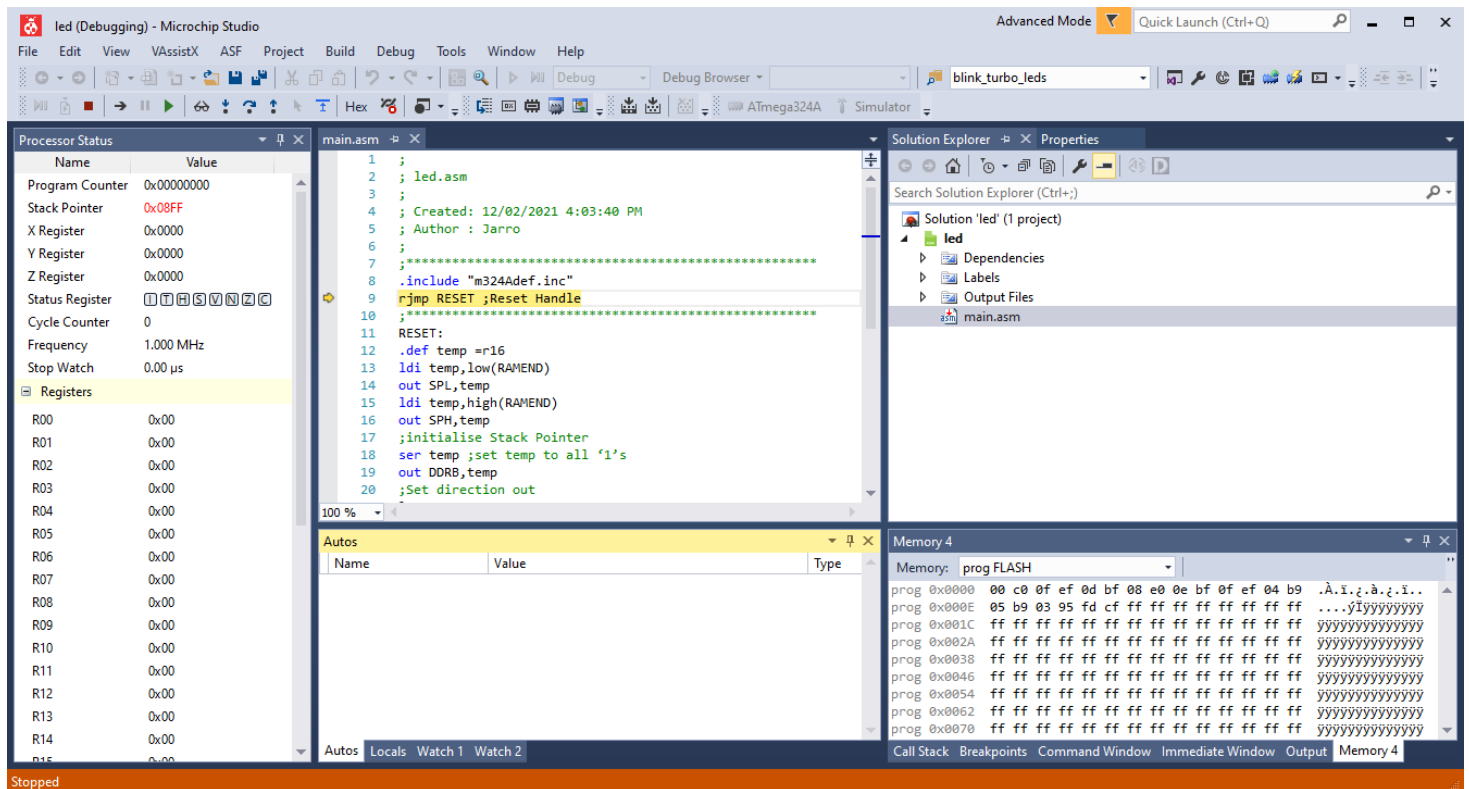 led (Debugging) - Microchip Studio
Advanced Mode
Quick Launch (Ctrl+Q)
File Edit View VAssistX ASF Project Build Debug Tools Window Help
Debug
Debug Browser
blink_turbo_leds
Hex
ATmega324A
Simulator
Processor Status
Name Value
Program Counter 0x00000000
Stack Pointer 0x08FF
X Register 0x0000
Y Register 0x0000
Z Register 0x0000
Status Register I T H S V N Z C
Cycle Counter 0
Frequency 1.000 MHz
Stop Watch 0.00 µs
Registers
R00 0x00
R01 0x00
R02 0x00
R03 0x00
R04 0x00
R05 0x00
R06 0x00
R07 0x00
R08 0x00
R09 0x00
R10 0x00
R11 0x00
R12 0x00
R13 0x00
R14 0x00
main.asm
1 ;
2 ; led.asm
3 ;
4 ; Created: 12/02/2021 4:03:40 PM
5 ; Author : Jarro
6 ;
7 ;*****************************************************
8 .include "m324Adef.inc"
9 rjmp RESET ;Reset Handle
10 ;*****************************************************
11 RESET:
12 .def temp =r16
13 ldi temp,low(RAMEND)
14 out SPL,temp
15 ldi temp,high(RAMEND)
16 out SPH,temp
17 ;initialise Stack Pointer
18 ser temp ;set temp to all ‘1’s
19 out DDRB,temp
20 ;Set direction out
100 %
Autos
Name Value Type
Autos Locals Watch 1 Watch 2
Solution Explorer Properties
Search Solution Explorer (Ctrl+;)
Solution 'led' (1 project)
led
Dependencies
Labels
Output Files
main.asm
Memory 4
Memory: prog FLASH
prog 0x0000 00 c0 0f ef 0d bf 08 e0 0e bf 0f ef 04 b9 .À.ï.¿.à.¿.ï..
prog 0x000E 05 b9 03 95 fd cf ff ff ff ff ff ff ff ff ....ýÏÿÿÿÿÿÿÿÿ
prog 0x001C ff ff ff ff ff ff ff ff ff ff ff ff ff ff ÿÿÿÿÿÿÿÿÿÿÿÿÿÿ
prog 0x002A ff ff ff ff ff ff ff ff ff ff ff ff ff ff ÿÿÿÿÿÿÿÿÿÿÿÿÿÿ
prog 0x0038 ff ff ff ff ff ff ff ff ff ff ff ff ff ff ÿÿÿÿÿÿÿÿÿÿÿÿÿÿ
prog 0x0046 ff ff ff ff ff ff ff ff ff ff ff ff ff ff ÿÿÿÿÿÿÿÿÿÿÿÿÿÿ
prog 0x0054 ff ff ff ff ff ff ff ff ff ff ff ff ff ff ÿÿÿÿÿÿÿÿÿÿÿÿÿÿ
prog 0x0062 ff ff ff ff ff ff ff ff ff ff ff ff ff ff ÿÿÿÿÿÿÿÿÿÿÿÿÿÿ
prog 0x0070 ff ff ff ff ff ff ff ff ff ff ff ff ff ff ÿÿÿÿÿÿÿÿÿÿÿÿÿÿ
Call Stack Breakpoints Command Window Immediate Window Output Memory 4
Stopped